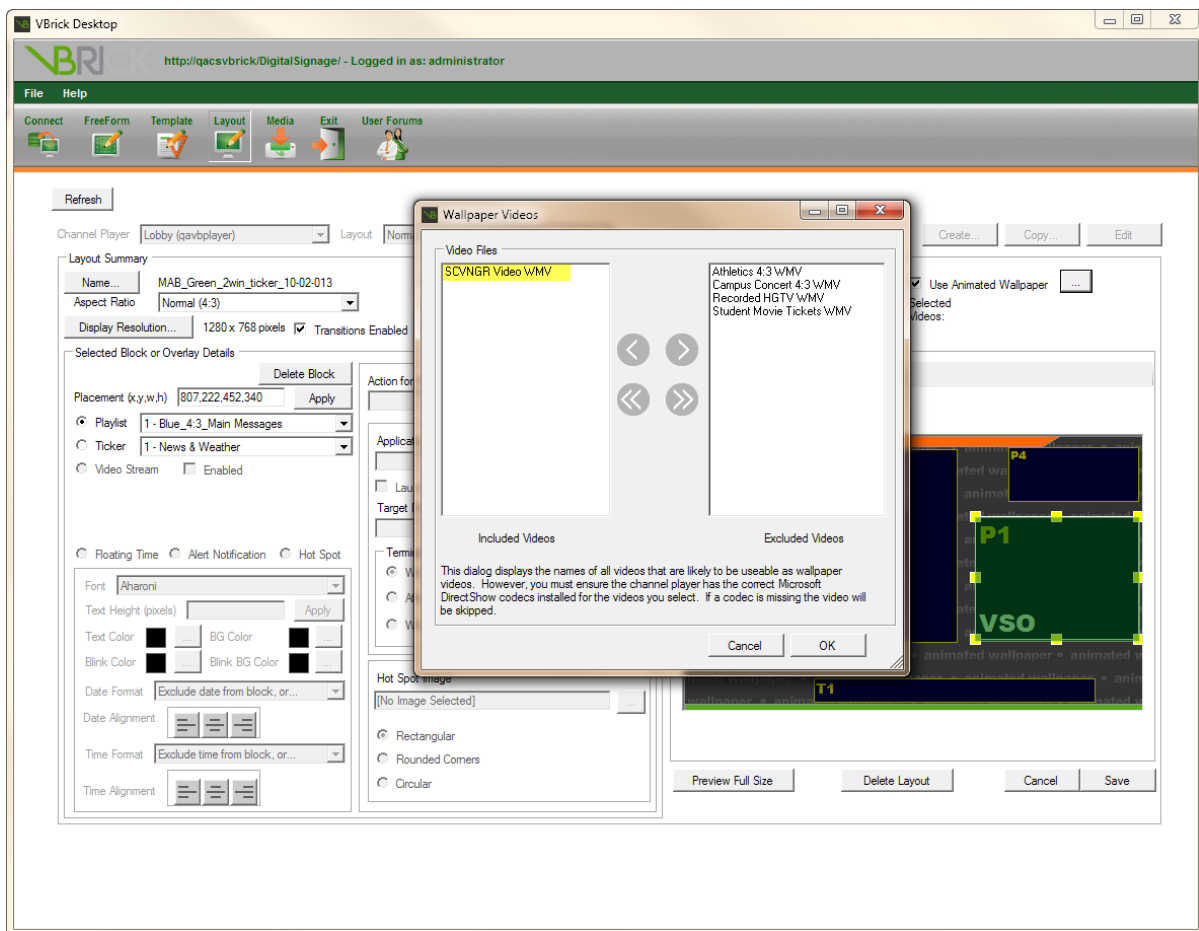 VBrick Desktop
VBRICK
http://qacsvbrick/DigitalSignage/ - Logged in as: administrator
File Help
Connect FreeForm Template Layout Media Exit User Forums
Refresh
Channel Player Lobby (qavbplayer) Layout
Create... Copy... Edit
Layout Summary
Name... MAB_Green_2win_ticker_10-02-013
Aspect Ratio Normal (4:3)
Display Resolution... 1280 x 768 pixels Transitions Enabled
Use Animated Wallpaper ...
Selected
Videos:
Selected Block or Overlay Details
Delete Block
Placement (x,y,w,h) 807,222,452,340 Apply
Playlist 1 - Blue_4:3_Main Messages
Ticker 1 - News & Weather
Video Stream Enabled
Floating Time Alert Notification Hot Spot
Font Aharoni
Text Height (pixels) Apply
Text Color ... BG Color ...
Blink Color ... Blink BG Color ...
Date Format Exclude date from block, or...
Date Alignment
Time Format Exclude time from block, or...
Time Alignment
Action for
Target
Hot Spot Image
[No Image Selected] ...
Rectangular
Rounded Corners
Circular
Wallpaper Videos
Video Files
SCVNGR Video WMV
Athletics 4:3 WMV
Campus Concert 4:3 WMV
Recorded HGTV WMV
Student Movie Tickets WMV
Included Videos Excluded Videos
This dialog displays the names of all videos that are likely to be useable as wallpaper
videos. However, you must ensure the channel player has the correct Microsoft
DirectShow codecs installed for the videos you select. If a codec is missing the video will
be skipped.
Cancel OK
P4
P1
VSO
animated wallpaper • animated w
T1
Preview Full Size Delete Layout Cancel Save